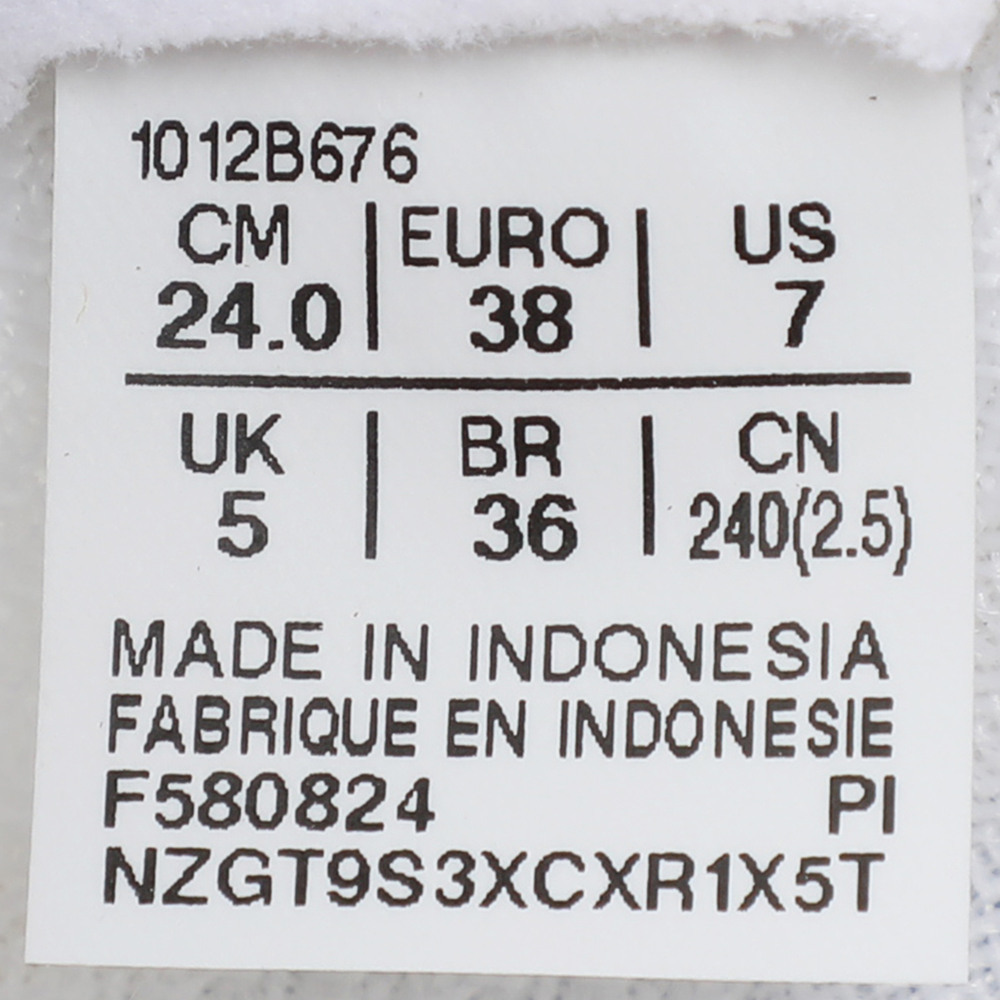 1012B676
CM | EURO | US
24.0 | 38 | 7
UK | BR | CN
5 | 36 | 240(2.5)
MADE IN INDONESIA
FABRIQUE EN INDONESIE
F580824 PI
NZGT9S3XCXR1X5T